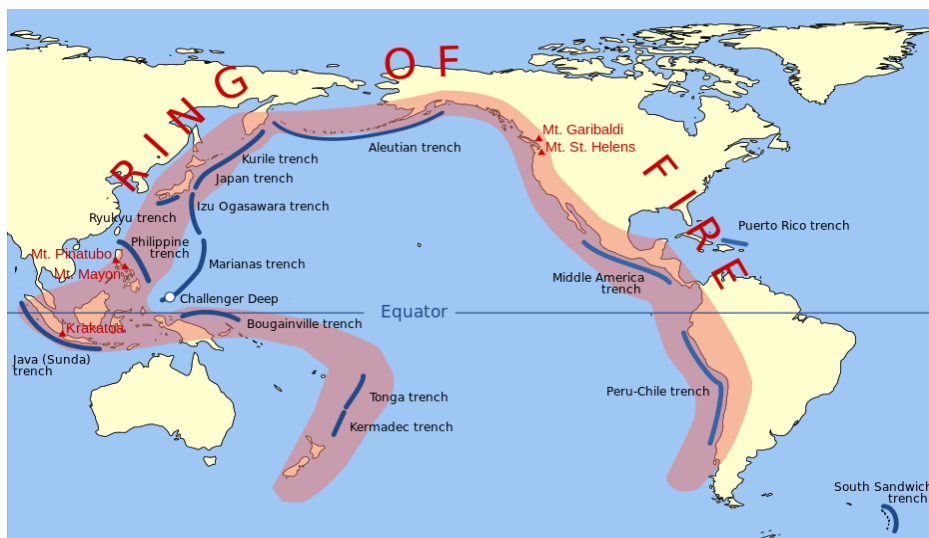 RING OF FIRE
Mt. Garibaldi
Mt. St. Helens
Aleutian trench
Kurile trench
Japan trench
Izu Ogasawara trench
Ryukyu trench
Philippine
trench
Mt. Pinatubo
Mt. Mayon
Marianas trench
Challenger Deep
Puerto Rico trench
Middle America
trench
Equator
Bougainville trench
Krakatoa
Java (Sunda)
trench
Tonga trench
Kermadec trench
Peru-Chile trench
South Sandwich
trench